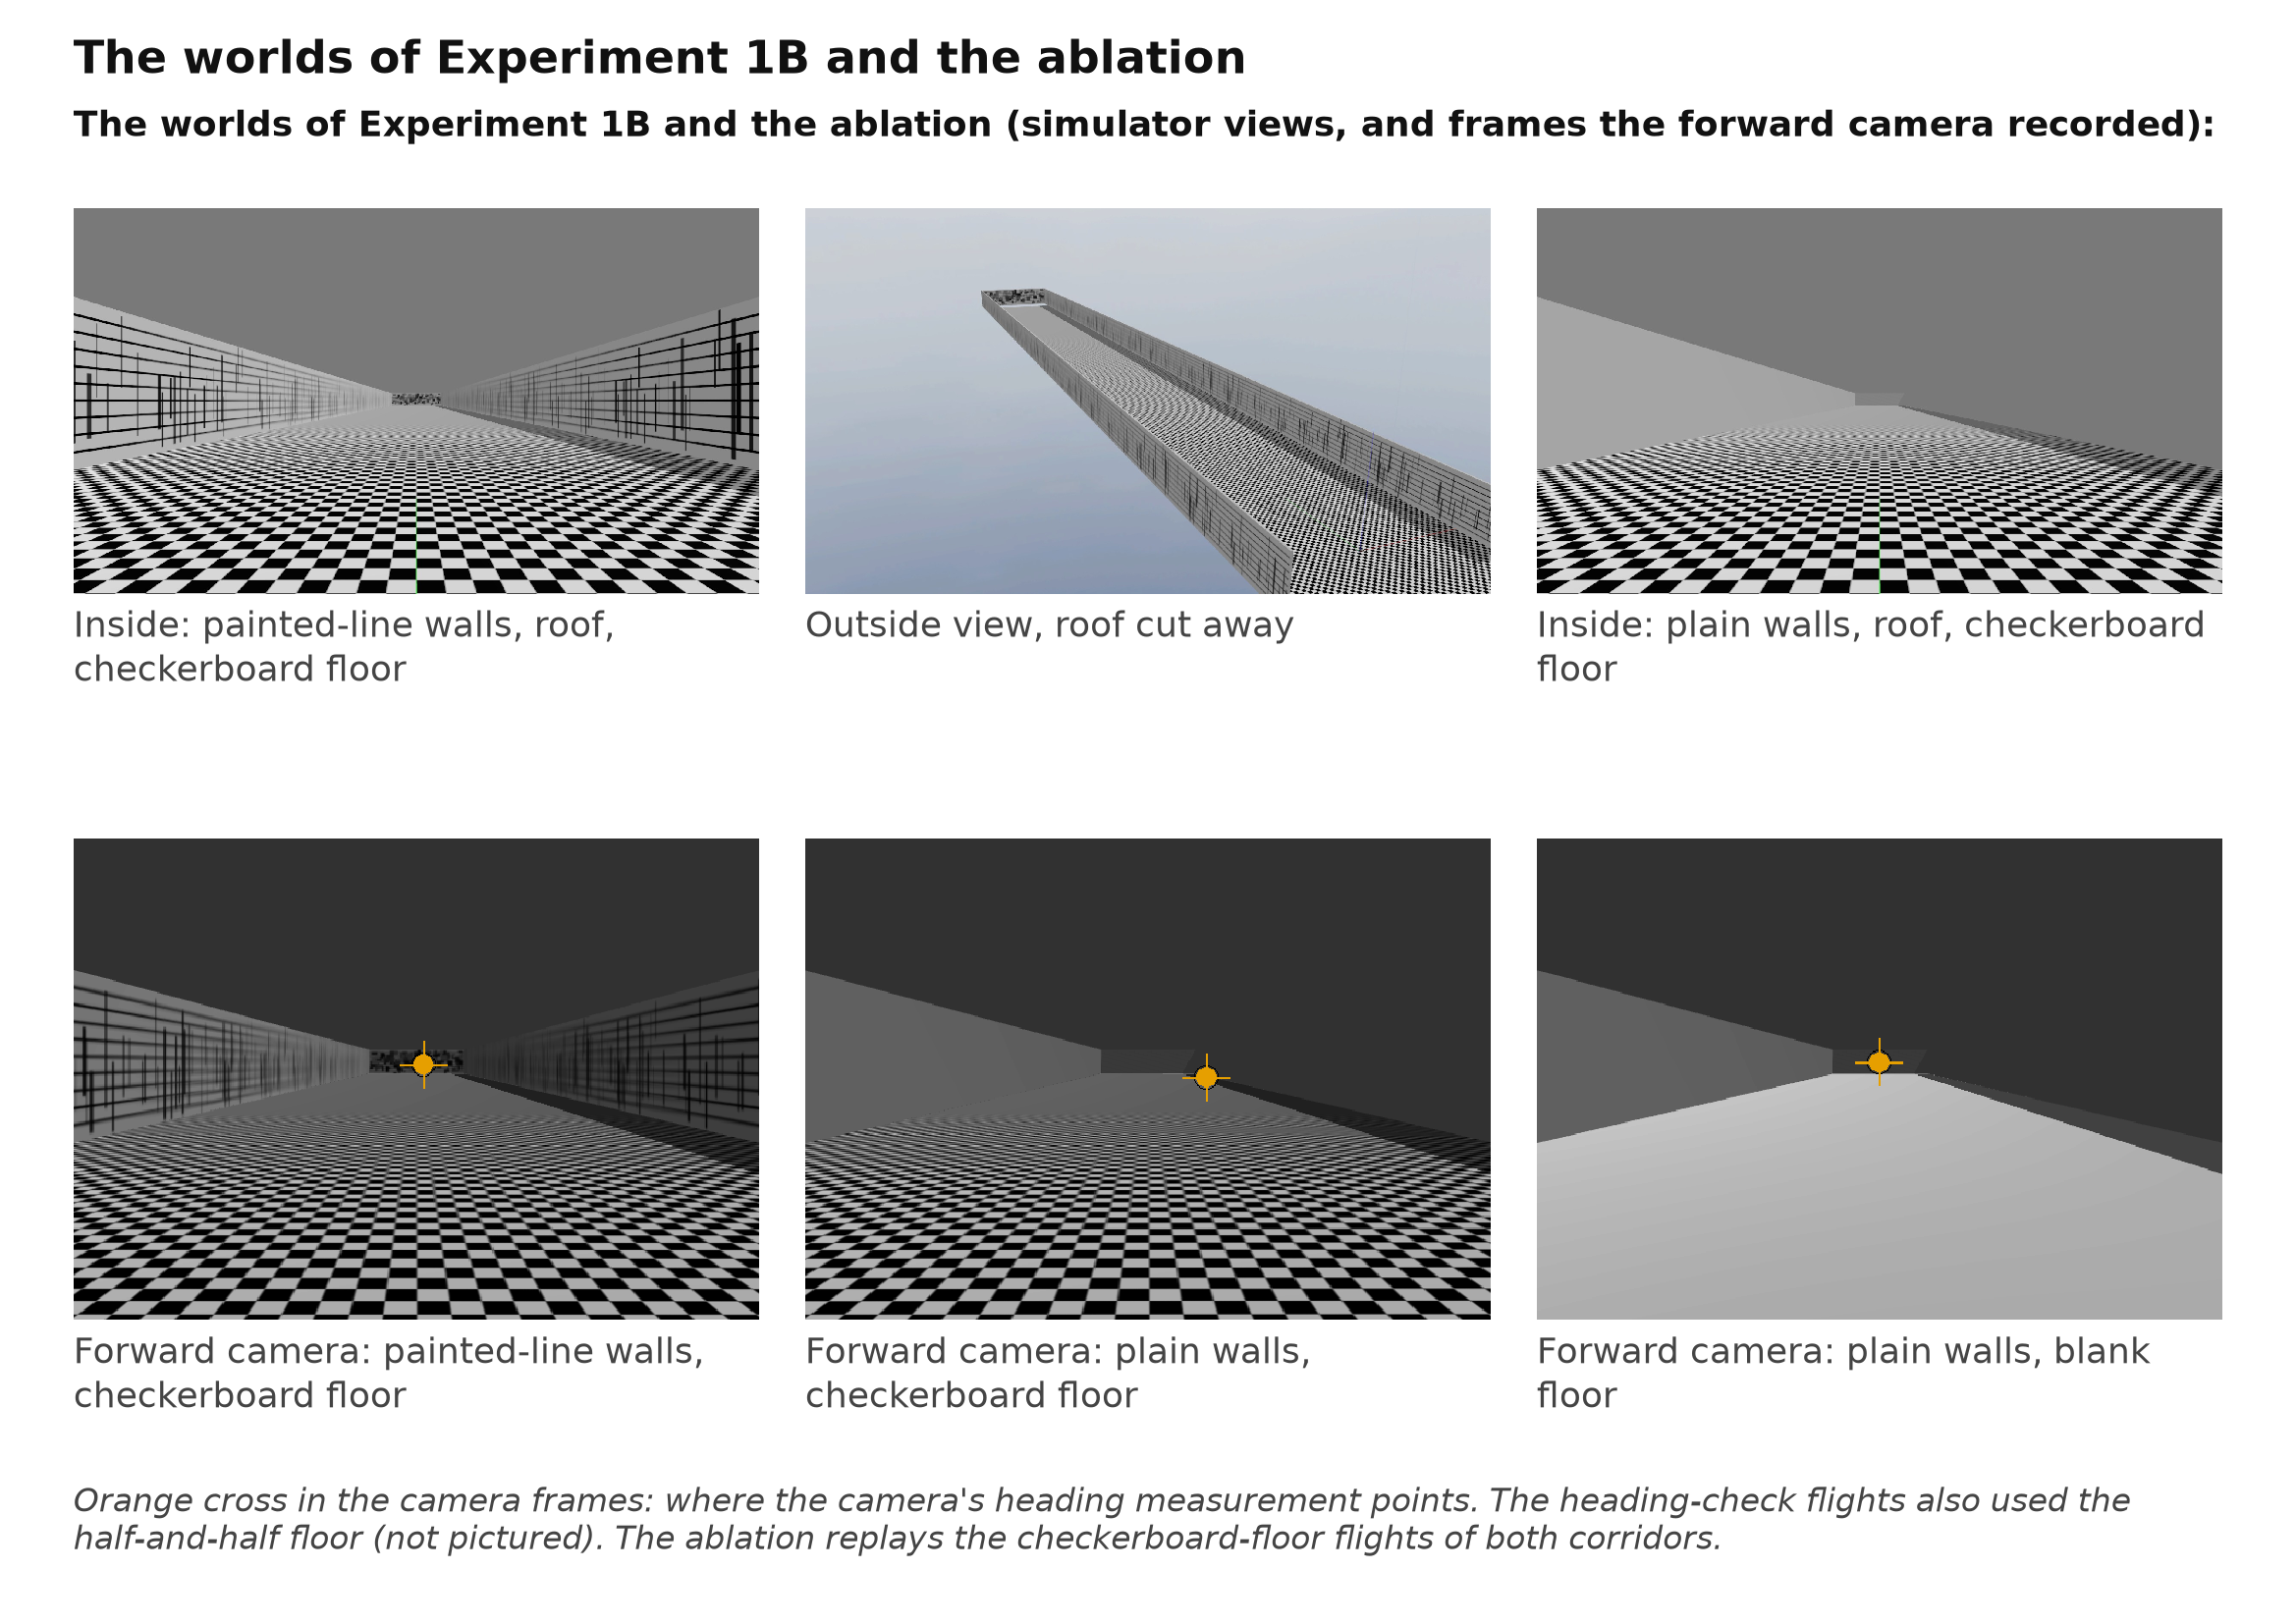 The worlds of Experiment 1B and the ablation
The worlds of Experiment 1B and the ablation (simulator views, and frames the forward camera recorded):
Inside: painted-line walls, roof,
checkerboard floor
Outside view, roof cut away
Inside: plain walls, roof, checkerboard
floor
Forward camera: painted-line walls,
checkerboard floor
Forward camera: plain walls,
checkerboard floor
Forward camera: plain walls, blank
floor
Orange cross in the camera frames: where the camera's heading measurement points. The heading-check flights also used the
half-and-half floor (not pictured). The ablation replays the checkerboard-floor flights of both corridors.